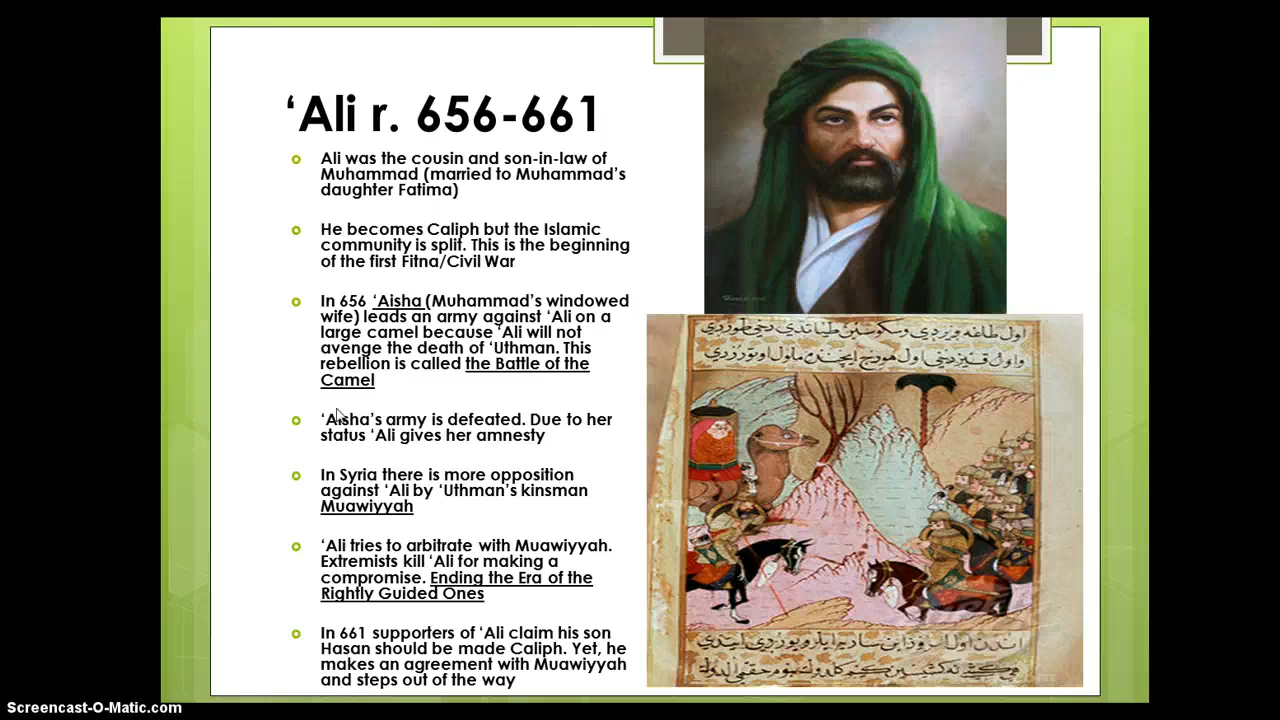 ‘Ali r. 656-661
Ali was the cousin and son-in-law of
Muhammad (married to Muhammad’s
daughter Fatima)
He becomes Caliph but the Islamic
community is split. This is the beginning
of the first Fitna/Civil War
In 656 ‘Aisha (Muhammad’s windowed
wife) leads an army against ‘Ali on a
large camel because ‘Ali will not
avenge the death of ‘Uthman. This
rebellion is called the Battle of the
Camel
‘Aisha’s army is defeated. Due to her
status ‘Ali gives her amnesty
In Syria there is more opposition
against ‘Ali by ‘Uthman’s kinsman
Muawiyyah
‘Ali tries to arbitrate with Muawiyyah.
Extremists kill ‘Ali for making a
compromise. Ending the Era of the
Rightly Guided Ones
In 661 supporters of ‘Ali claim his son
Hasan should be made Caliph. Yet, he
makes an agreement with Muawiyyah
and steps out of the way
اول طائفه
Screencast-O-Matic.com